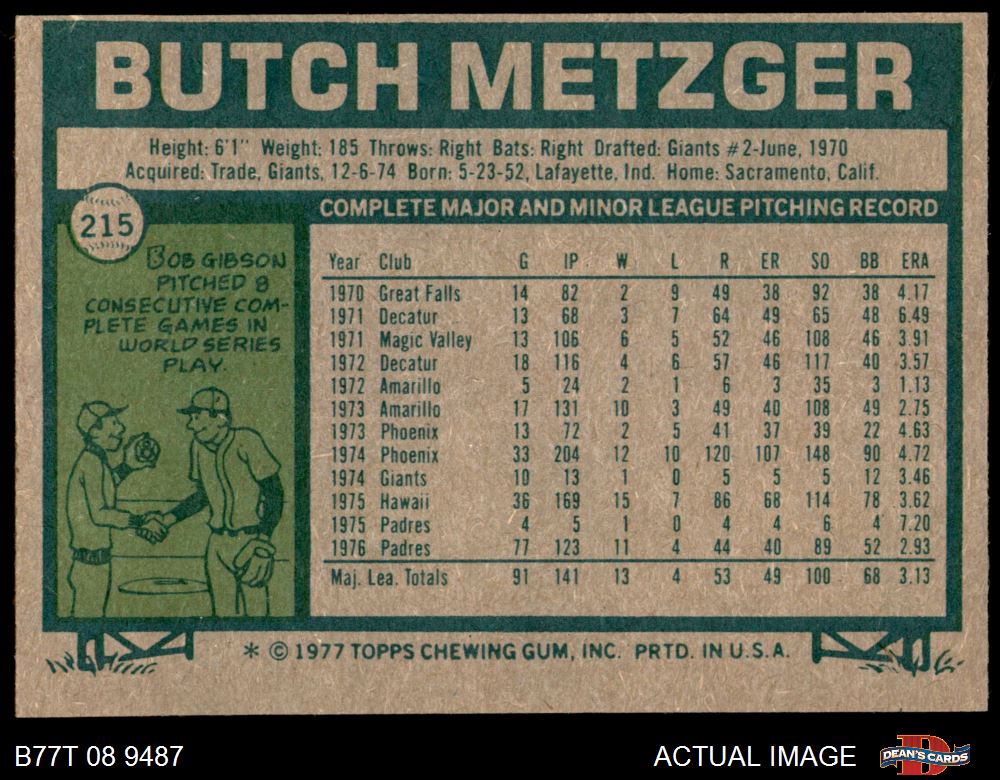 BUTCH METZGER
Height: 6'1" Weight: 185 Throws: Right Bats: Right Drafted: Giants #2-June, 1970
Acquired: Trade, Giants, 12-6-74 Born: 5-23-52, Lafayette, Ind. Home: Sacramento, Calif.
215
BOB GIBSON
PITCHED 8
CONSECUTIVE COM-
PLETE GAMES IN
WORLD SERIES
PLAY.
COMPLETE MAJOR AND MINOR LEAGUE PITCHING RECORD
Year Club G IP W L R ER SO BB ERA
1970 Great Falls 14 82 2 9 49 38 92 38 4.17
1971 Decatur 13 68 3 7 64 49 65 48 6.49
1971 Magic Valley 13 106 6 5 52 46 108 46 3.91
1972 Decatur 18 116 4 6 57 46 117 40 3.57
1972 Amarillo 5 24 2 1 6 3 35 3 1.13
1973 Amarillo 17 131 10 3 49 40 108 49 2.75
1973 Phoenix 13 72 2 5 41 37 39 22 4.63
1974 Phoenix 33 204 12 10 120 107 148 90 4.72
1974 Giants 10 13 1 0 5 5 5 12 3.46
1975 Hawaii 36 169 15 7 86 68 114 78 3.62
1975 Padres 4 5 1 0 4 4 6 4 7.20
1976 Padres 77 123 11 4 44 40 89 52 2.93
Maj. Lea. Totals 91 141 13 4 53 49 100 68 3.13
* © 1977 TOPPS CHEWING GUM, INC. PRTD. IN U.S.A.
B77T 08 9487
ACTUAL IMAGE
D
DEAN'S CARDS